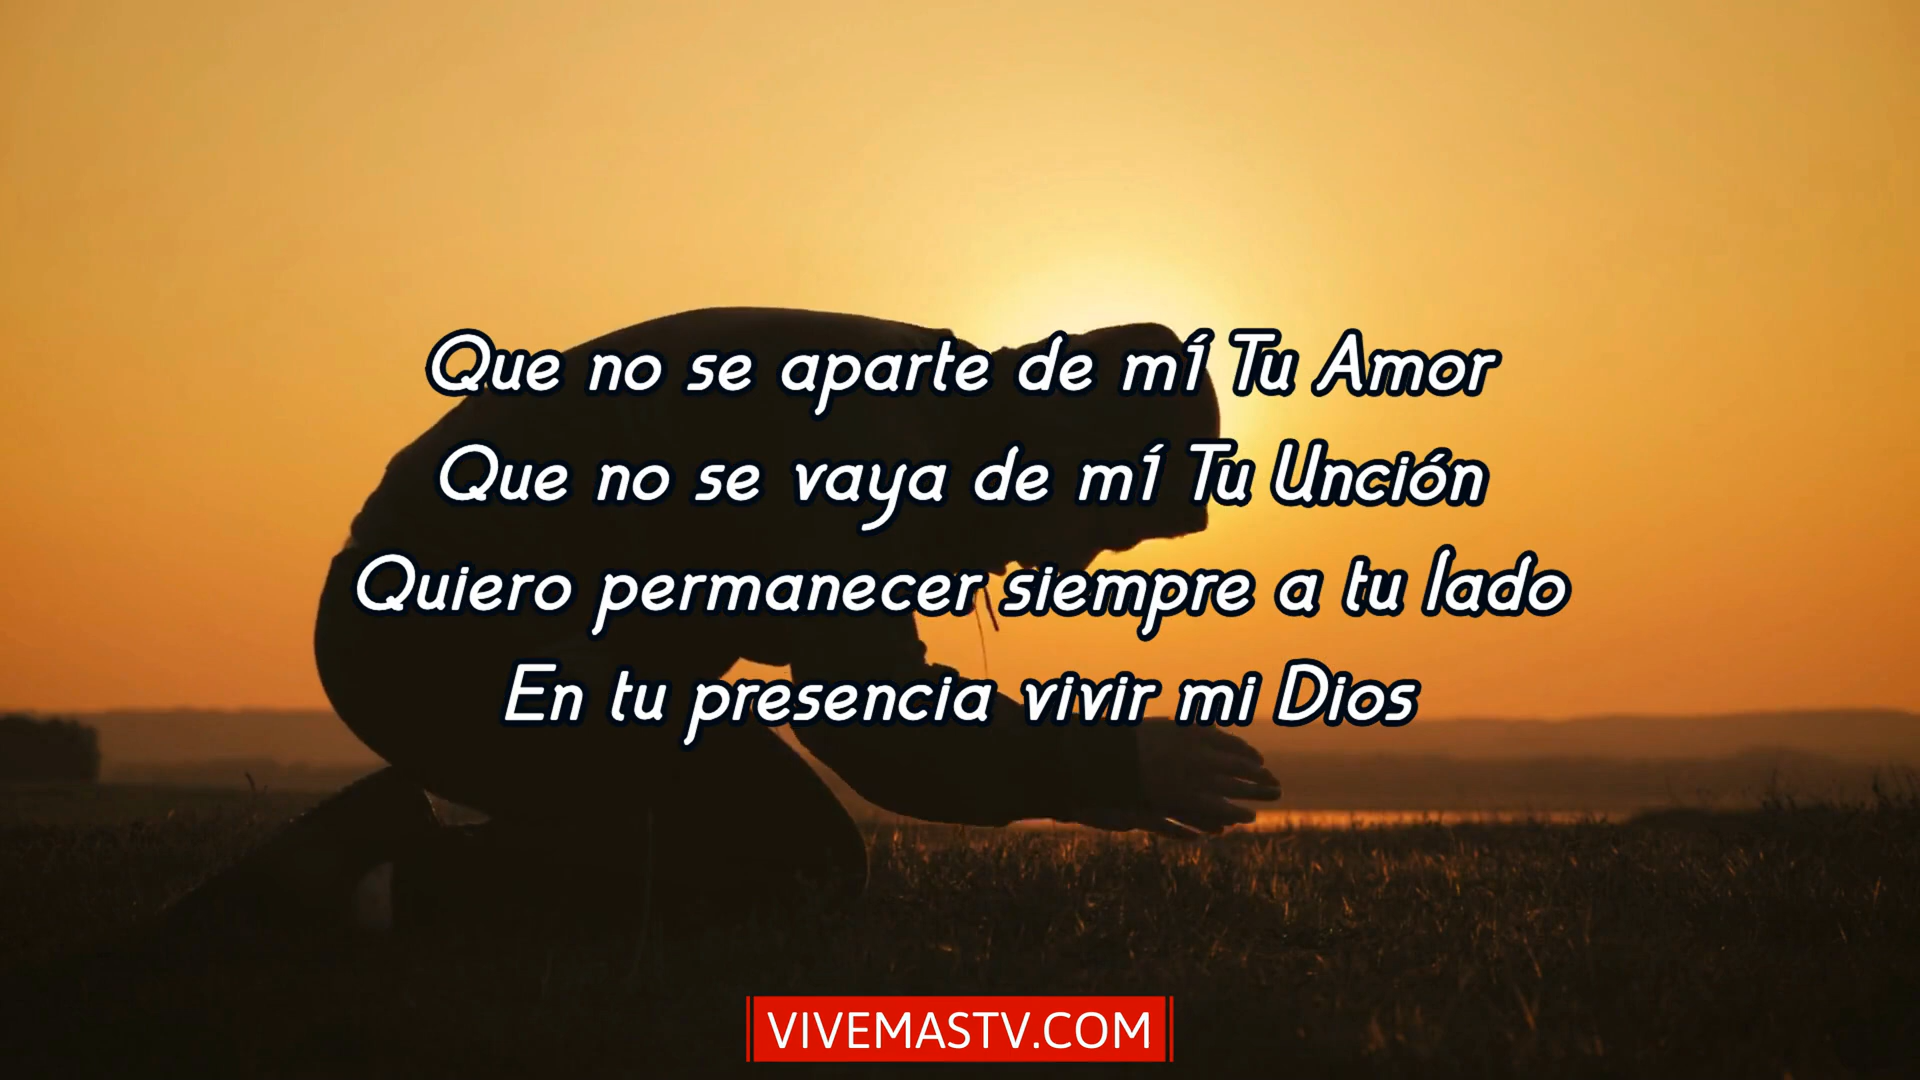 Que no se aparte de mí Tu Amor
Que no se vaya de mí Tu Unción
Quiero permanecer siempre a tu lado
En tu presencia vivir mi Dios
VIVEMASTV.COM